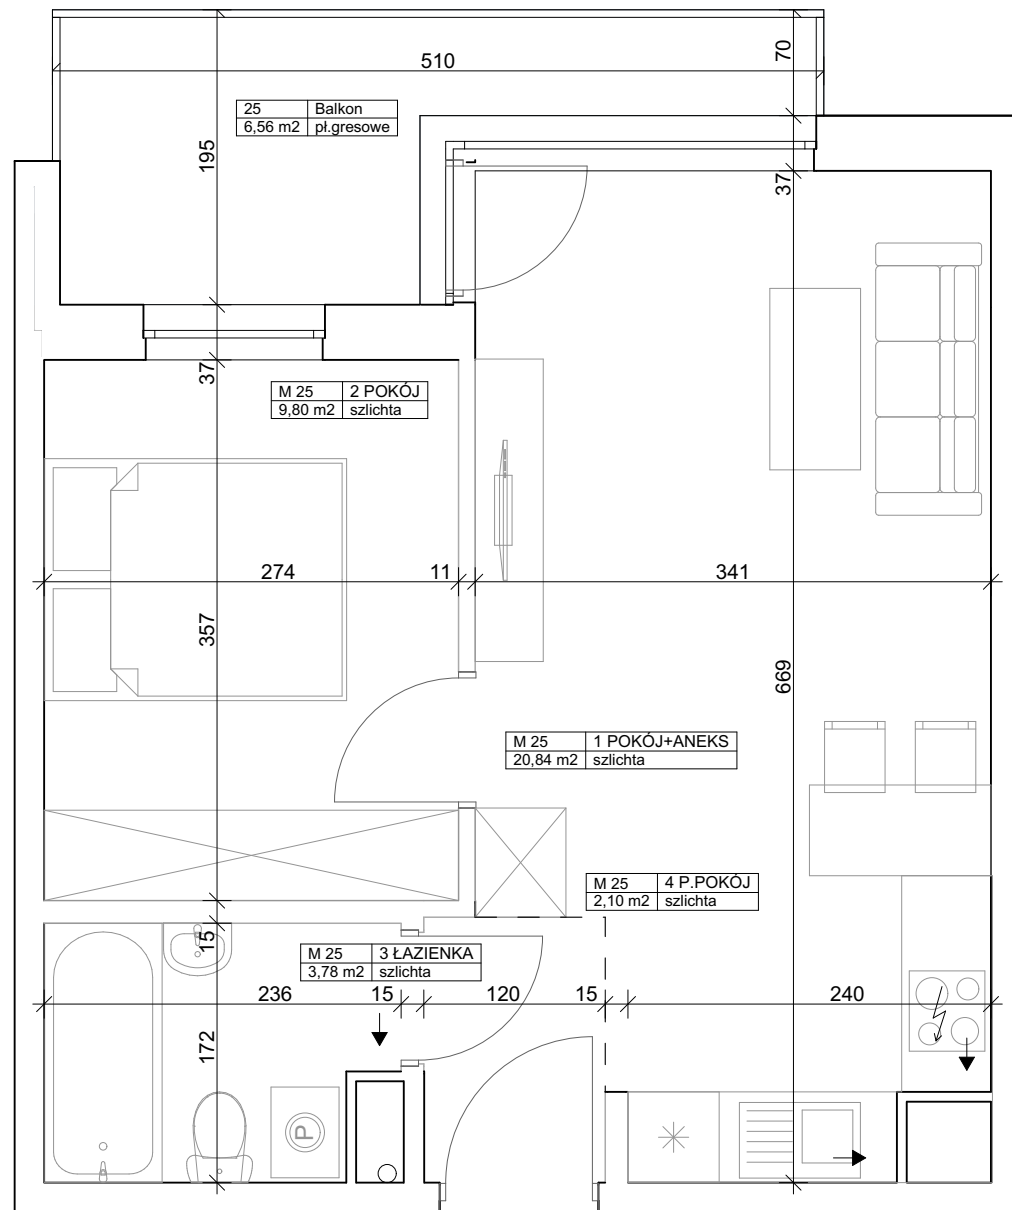 70
510
25 Balkon
6,56 m2 pł.gresowe
195
37
37
M 25 2 POKÓJ
9,80 m2 szlichta
274 11 341
357
669
M 25 1 POKÓJ+ANEKS
20,84 m2 szlichta
M 25 4 P.POKÓJ
2,10 m2 szlichta
15
M 25 3 ŁAZIENKA
3,78 m2 szlichta
236 15 120 15 240
172
P